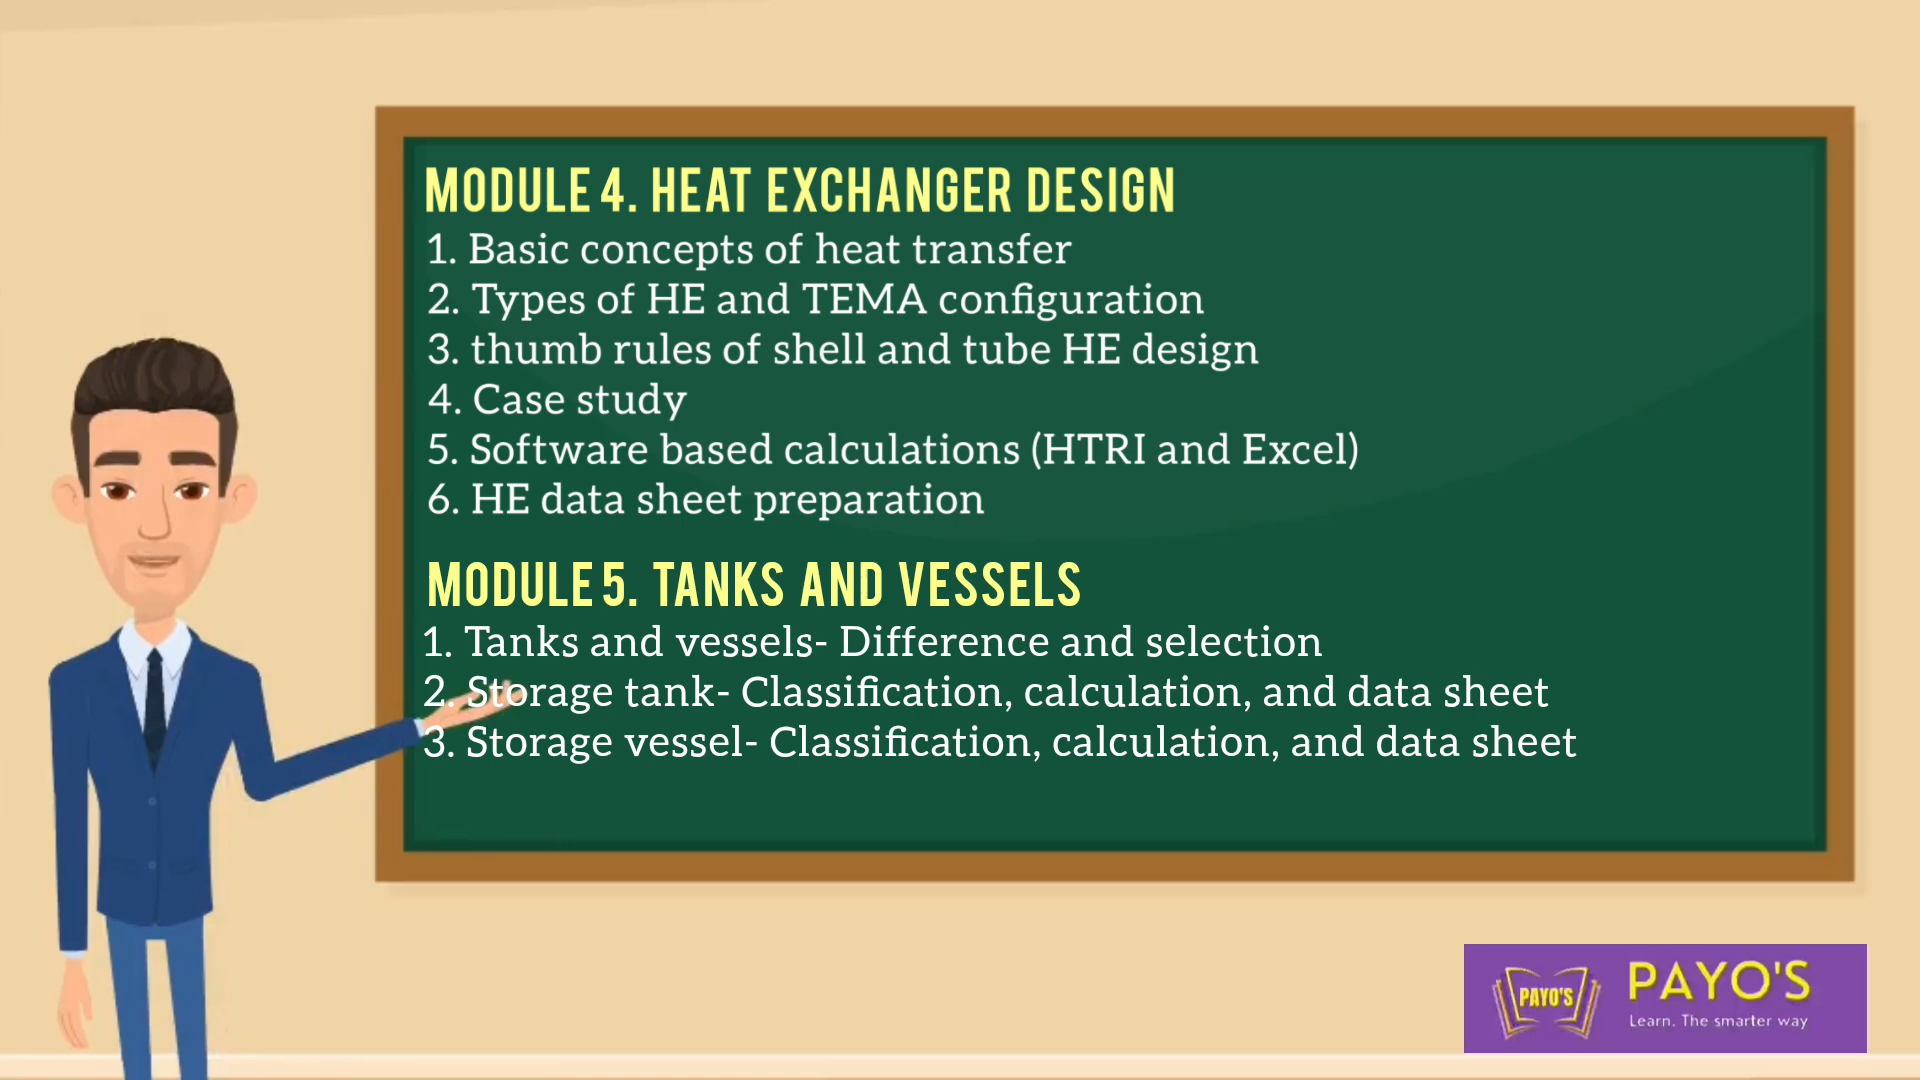 MODULE 4. HEAT EXCHANGER DESIGN
1. Basic concepts of heat transfer
2. Types of HE and TEMA configuration
3. thumb rules of shell and tube HE design
4. Case study
5. Software based calculations (HTRI and Excel)
6. HE data sheet preparation
MODULE 5. TANKS AND VESSELS
1. Tanks and vessels- Difference and selection
2. Storage tank- Classification, calculation, and data sheet
3. Storage vessel- Classification, calculation, and data sheet
PAYO'S
PAYO'S
Learn. The smarter way